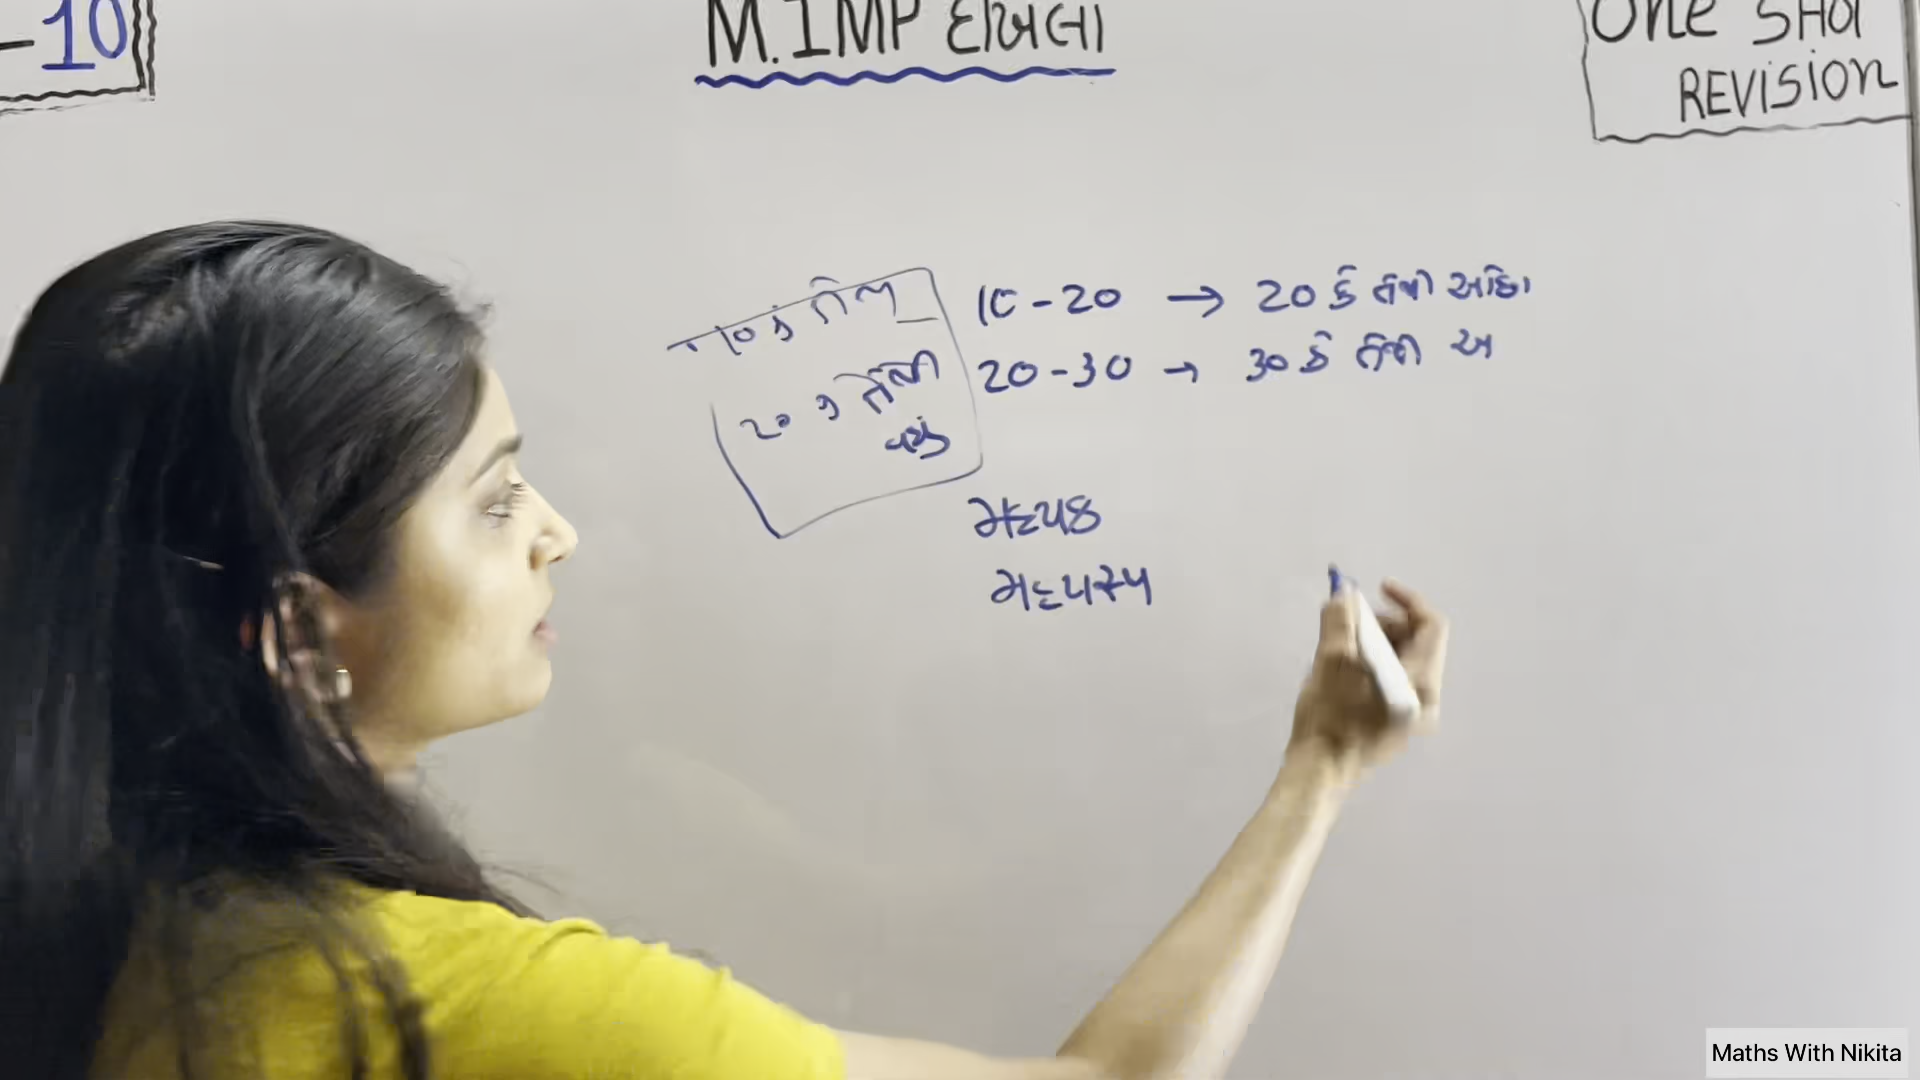 -10
M. IMP દાખલા
One SHOT
REVISION
10 - 20 → 20 કે તેથી ઓછા
20 - 30 → 30 કે તેથી ઓ
20 કે તેથી
વધુ
મધ્યક
મધ્યસ્થ
Maths With Nikita